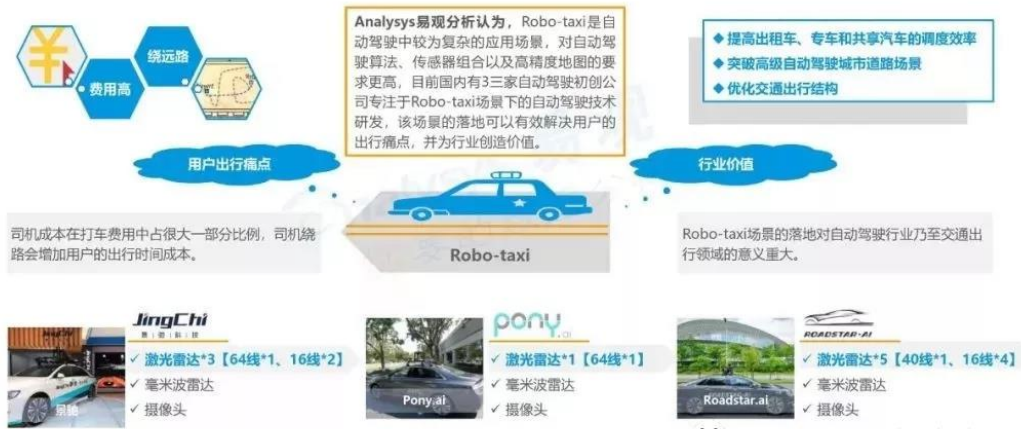 绕远路
费用高
Analysys易观分析认为，Robo-taxi是自
动驾驶中较为复杂的应用场景，对自动驾
驶算法、传感器组合以及高精度地图的要
求更高，目前国内有3三家自动驾驶初创公
司专注于Robo-taxi场景下的自动驾驶技术
研发，该场景的落地可以有效解决用户的
出行痛点，并为行业创造价值。
提高出租车、专车和共享汽车的调度效率
突破高级自动驾驶城市道路场景
优化交通出行结构
用户出行痛点
行业价值
司机成本在打车费用中占很大一部分比例，司机绕
路会增加用户的出行时间成本。
Robo-taxi
Robo-taxi场景的落地对自动驾驶行业乃至交通出
行领域的意义重大。
JingChi
景驰科技
激光雷达*3【64线*1、16线*2】
毫米波雷达
摄像头
景驰
pony.ai
激光雷达*1【64线*1】
毫米波雷达
摄像头
Pony.ai
ROADSTAR.AI
激光雷达*5【40线*1、16线*4】
毫米波雷达
摄像头
Roadstar.ai